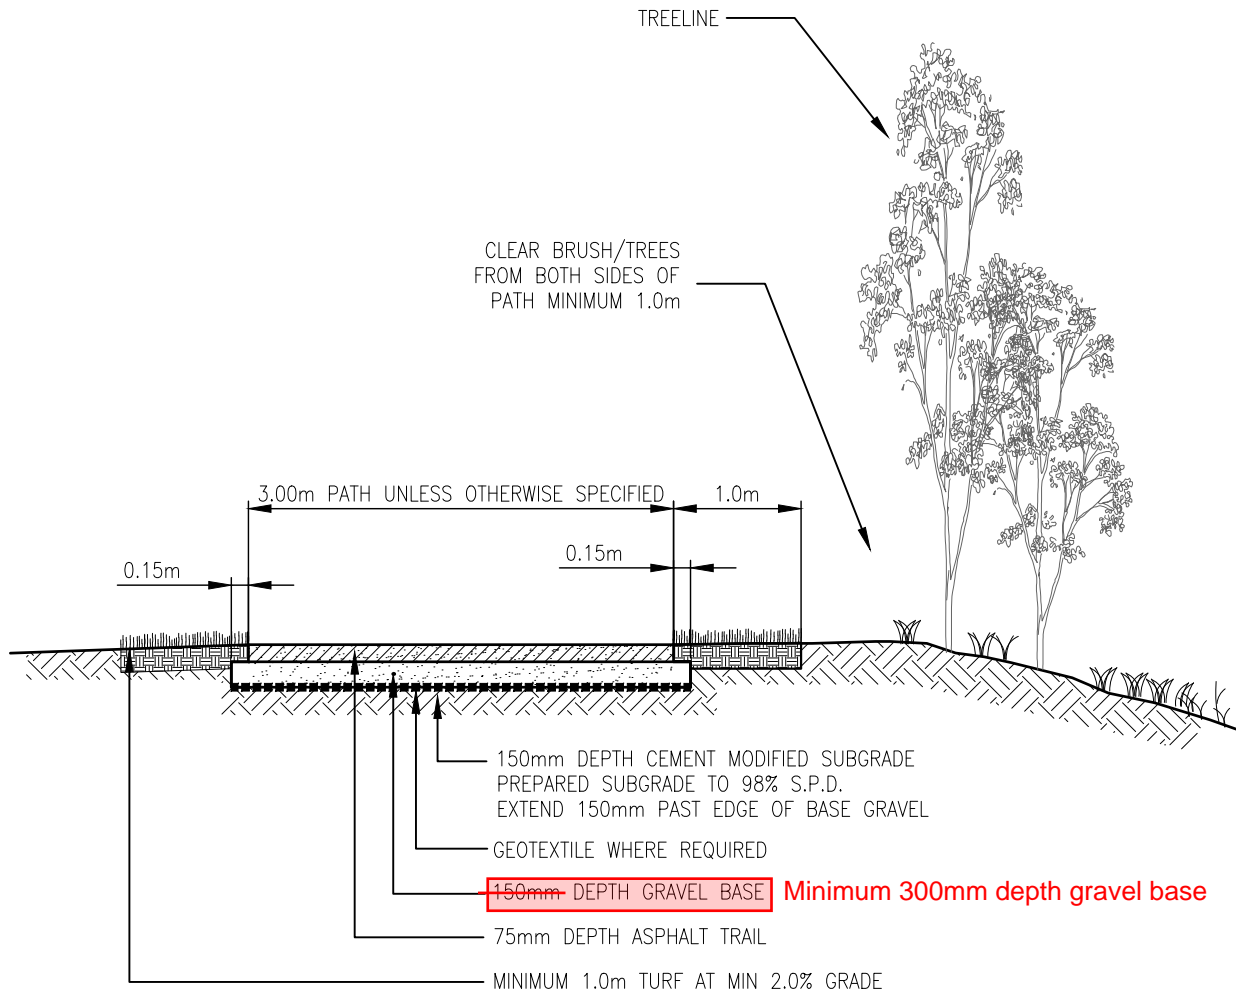 TREELINE
CLEAR BRUSH/TREES
FROM BOTH SIDES OF
PATH MINIMUM 1.0m
3.00m PATH UNLESS OTHERWISE SPECIFIED
1.0m
0.15m
0.15m
150mm DEPTH CEMENT MODIFIED SUBGRADE
PREPARED SUBGRADE TO 98% S.P.D.
EXTEND 150mm PAST EDGE OF BASE GRAVEL
GEOTEXTILE WHERE REQUIRED
150mm DEPTH GRAVEL BASE Minimum 300mm depth gravel base
75mm DEPTH ASPHALT TRAIL
MINIMUM 1.0m TURF AT MIN 2.0% GRADE